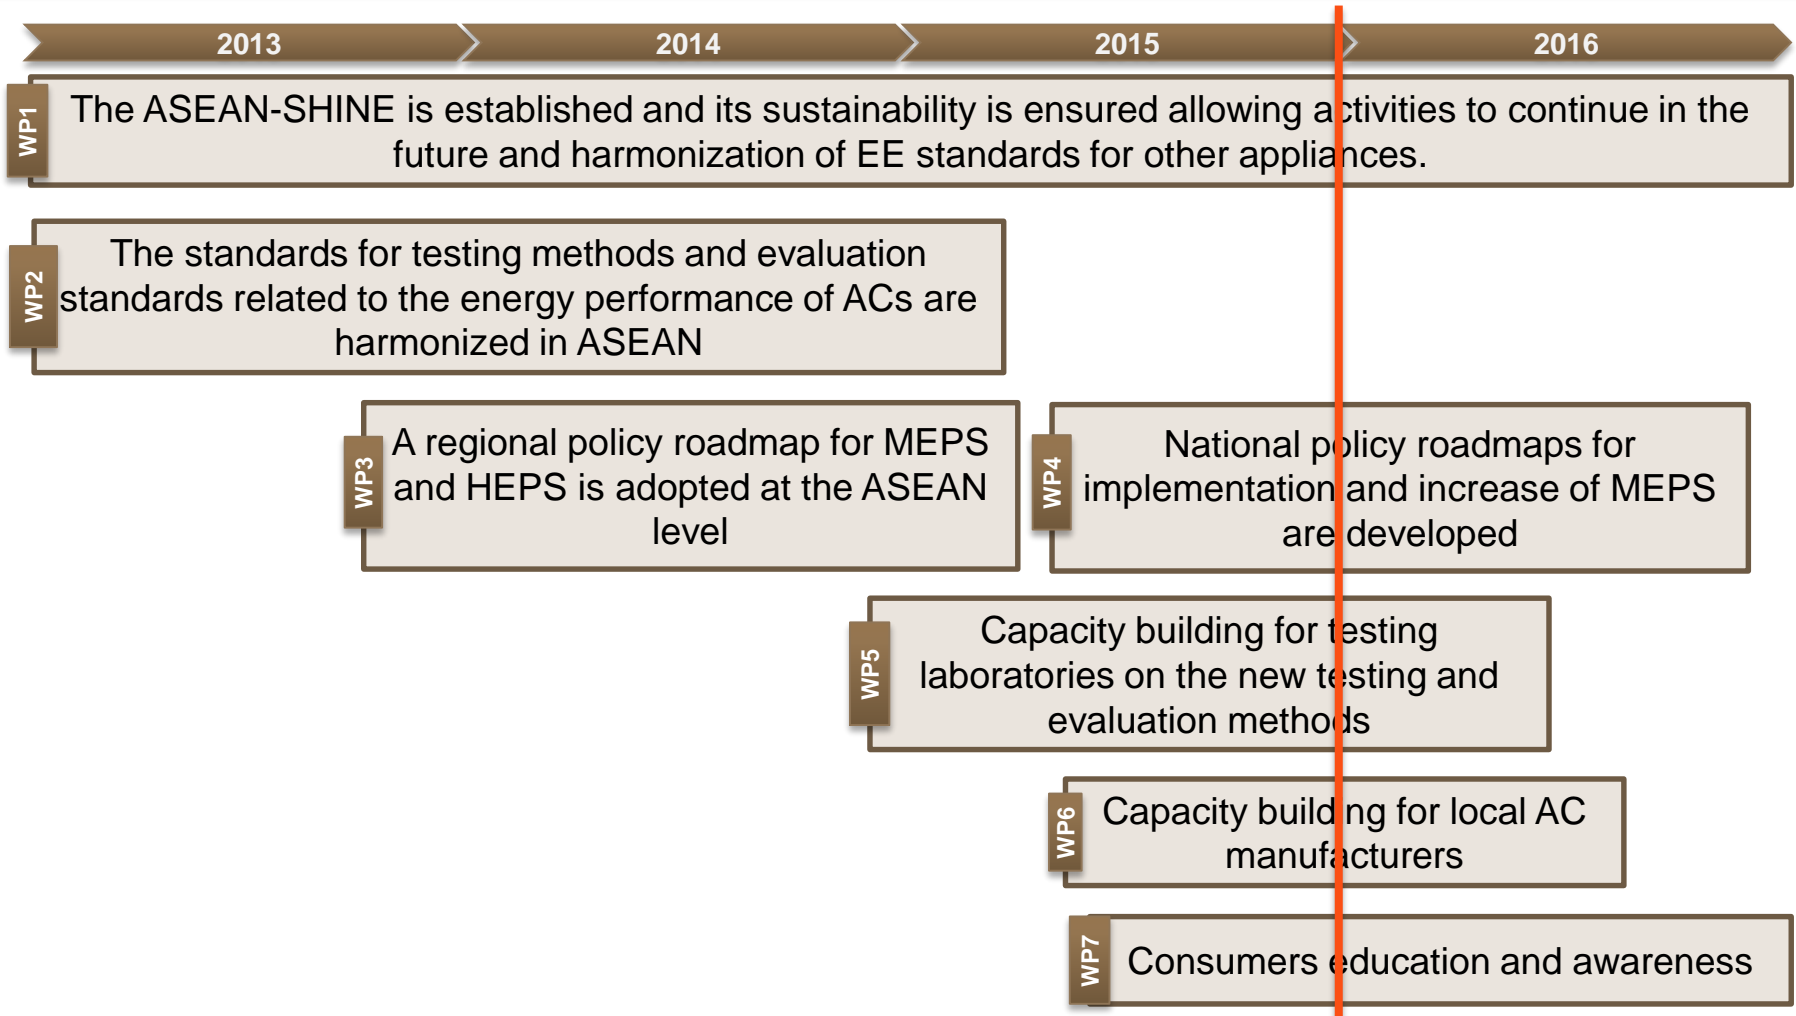 2013 2014 2015 2016
WP1
The ASEAN-SHINE is established and its sustainability is ensured allowing activities to continue in the
future and harmonization of EE standards for other appliances.
WP2
The standards for testing methods and evaluation
standards related to the energy performance of ACs are
harmonized in ASEAN
WP3
A regional policy roadmap for MEPS
and HEPS is adopted at the ASEAN
level
WP4
National policy roadmaps for
implementation and increase of MEPS
are developed
WP5
Capacity building for testing
laboratories on the new testing and
evaluation methods
WP6
Capacity building for local AC
manufacturers
WP7
Consumers education and awareness